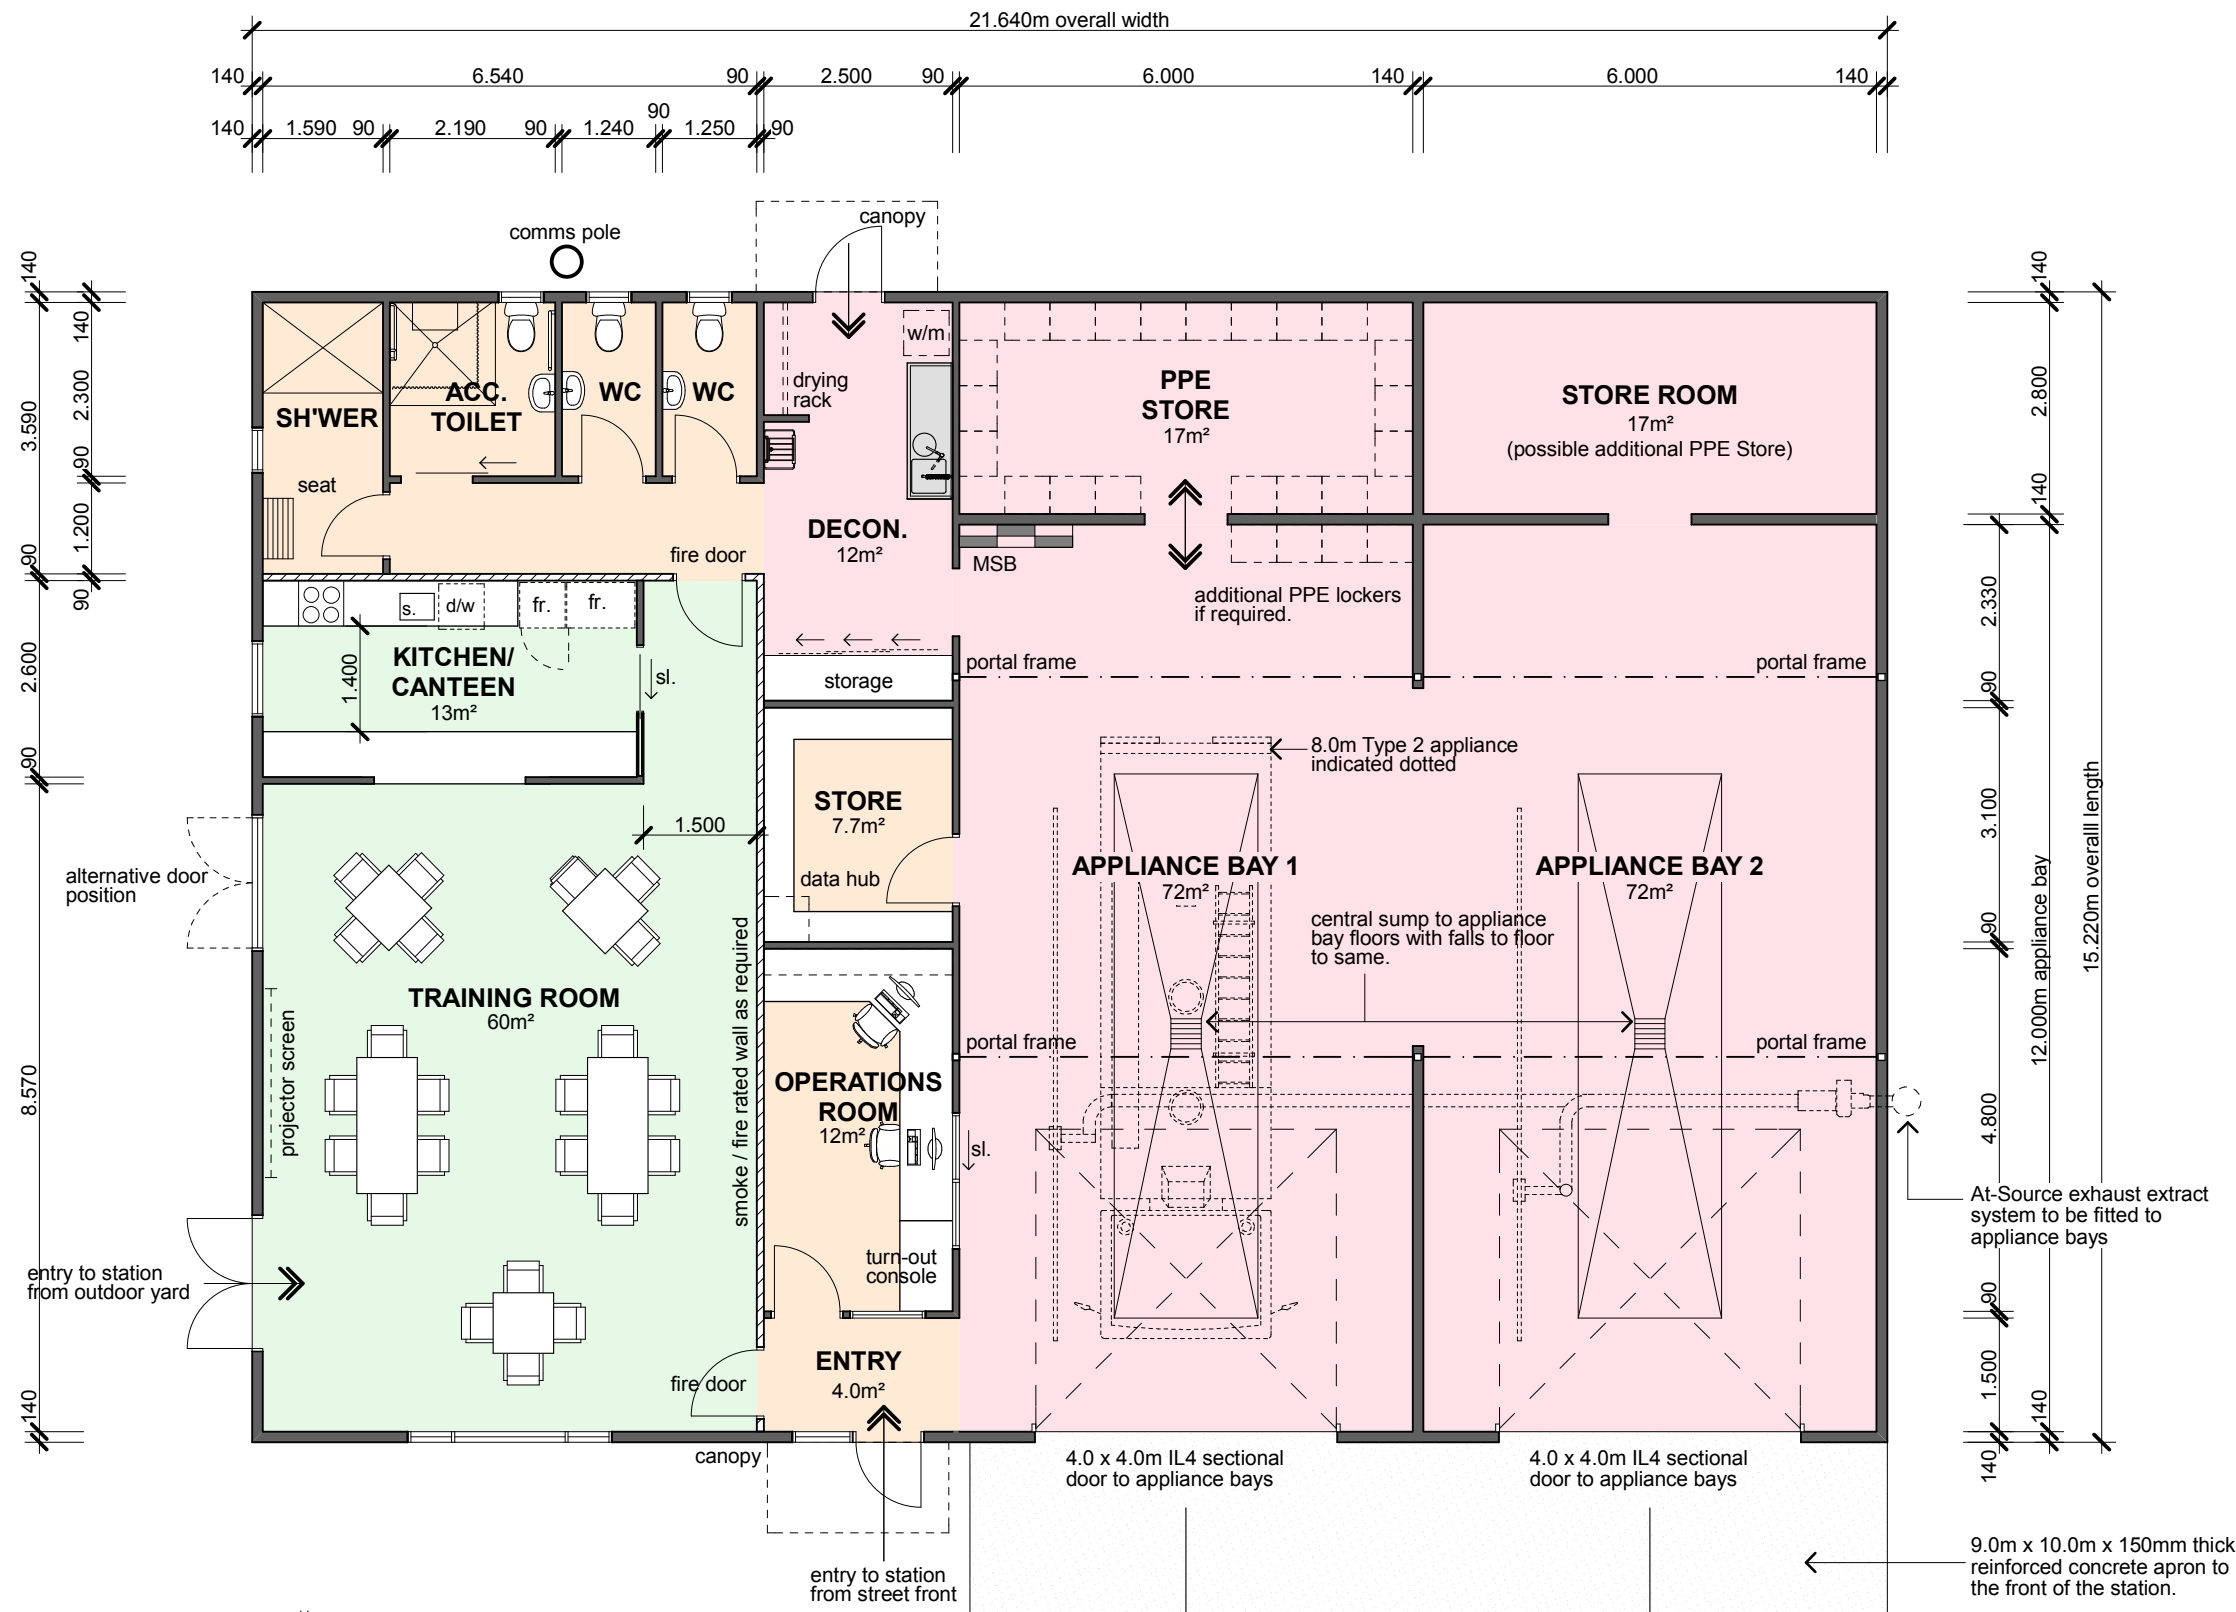 21.640m overall width
140 6.540 90 2.500 90 6.000 140 6.000 140
90
140 1.590 90 2.190 90 1.240 1.250 90
canopy
comms pole
140
3.590
90
2.600
90
8.570
140
140
2.300
90
1.200
90
w/m
drying
rack
SH'WER
ACC.
TOILET
WC
WC
seat
DECON.
12m²
fire door
PPE
STORE
17m²
STORE ROOM
17m²
(possible additional PPE Store)
MSB
additional PPE lockers
if required.
s.
d/w
fr.
fr.
KITCHEN/
CANTEEN
13m²
1.400
sl.
storage
portal frame
portal frame
8.0m Type 2 appliance
indicated dotted
STORE
7.7m²
data hub
1.500
alternative door
position
APPLIANCE BAY 1
72m²
APPLIANCE BAY 2
72m²
central sump to appliance
bay floors with falls to floor
to same.
TRAINING ROOM
60m²
projector screen
smoke / fire rated wall as required
portal frame
portal frame
OPERATIONS
ROOM
12m²
sl.
turn-out
console
entry to station
from outdoor yard
ENTRY
4.0m²
fire door
canopy
entry to station
from street front
4.0 x 4.0m IL4 sectional
door to appliance bays
4.0 x 4.0m IL4 sectional
door to appliance bays
140
2.800
140
12.000m appliance bay
140
2.330
90
3.100
90
4.800
90
1.500
140
15.220m overalll length
At-Source exhaust extract
system to be fitted to
appliance bays
9.0m x 10.0m x 150mm thick
reinforced concrete apron to
the front of the station.